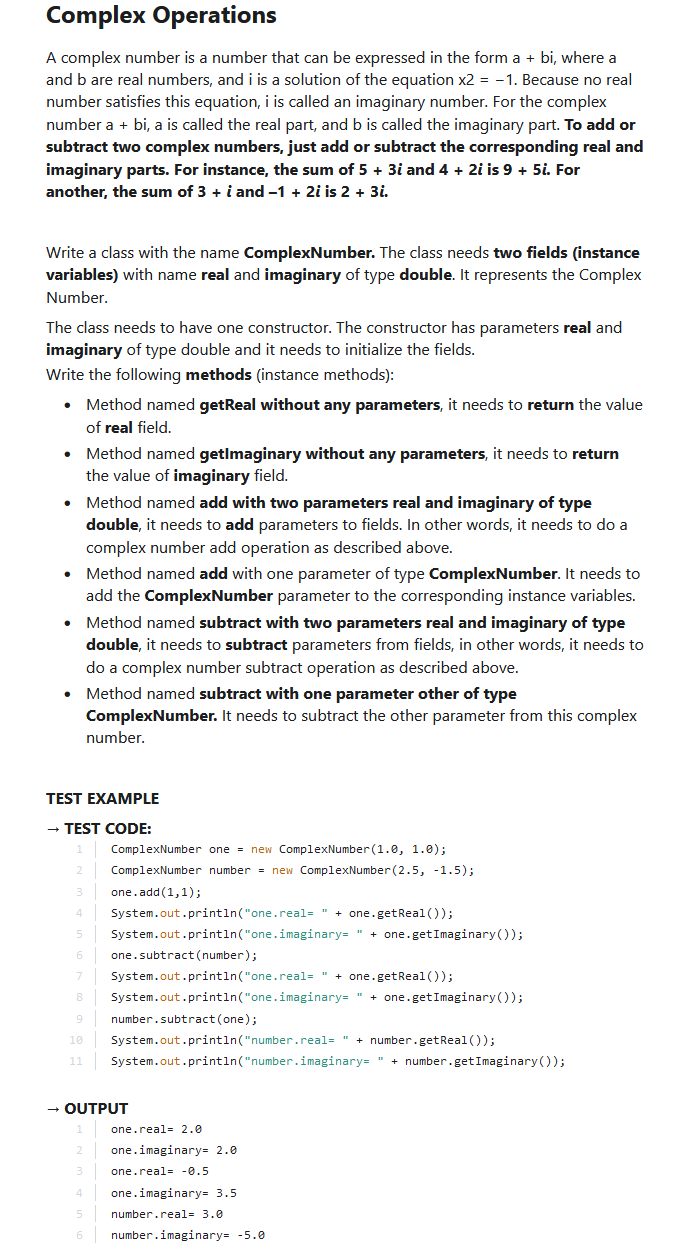 Complex Operations
A complex number is a number that can be expressed in the form a + bi, where a
and b are real numbers, and i is a solution of the equation x2 = −1. Because no real
number satisfies this equation, i is called an imaginary number. For the complex
number a + bi, a is called the real part, and b is called the imaginary part. To add or
subtract two complex numbers, just add or subtract the corresponding real and
imaginary parts. For instance, the sum of 5 + 3i and 4 + 2i is 9 + 5i. For
another, the sum of 3 + i and –1 + 2i is 2 + 3i.
Write a class with the name ComplexNumber. The class needs two fields (instance
variables) with name real and imaginary of type double. It represents the Complex
Number.
The class needs to have one constructor. The constructor has parameters real and
imaginary of type double and it needs to initialize the fields.
Write the following methods (instance methods):
• Method named getReal without any parameters, it needs to return the value
of real field.
• Method named getImaginary without any parameters, it needs to return
the value of imaginary field.
• Method named add with two parameters real and imaginary of type
double, it needs to add parameters to fields. In other words, it needs to do a
complex number add operation as described above.
• Method named add with one parameter of type ComplexNumber. It needs to
add the ComplexNumber parameter to the corresponding instance variables.
• Method named subtract with two parameters real and imaginary of type
double, it needs to subtract parameters from fields, in other words, it needs to
do a complex number subtract operation as described above.
• Method named subtract with one parameter other of type
ComplexNumber. It needs to subtract the other parameter from this complex
number.
TEST EXAMPLE
→ TEST CODE:
1 ComplexNumber one = new ComplexNumber(1.0, 1.0);
2 ComplexNumber number = new ComplexNumber(2.5, -1.5);
3 one.add(1,1);
4 System.out.println("one.real= " + one.getReal());
5 System.out.println("one.imaginary= " + one.getImaginary());
6 one.subtract(number);
7 System.out.println("one.real= " + one.getReal());
8 System.out.println("one.imaginary= " + one.getImaginary());
9 number.subtract(one);
10 System.out.println("number.real= " + number.getReal());
11 System.out.println("number.imaginary= " + number.getImaginary());
→ OUTPUT
1 one.real= 2.0
2 one.imaginary= 2.0
3 one.real= -0.5
4 one.imaginary= 3.5
5 number.real= 3.0
6 number.imaginary= -5.0